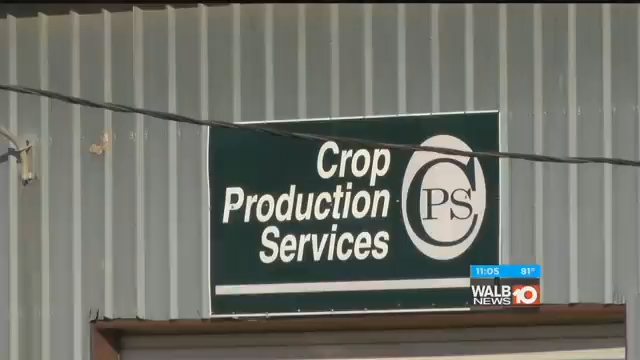 Crop
Production
Services
CPS
11:05 81°
WALB
NEWS 10